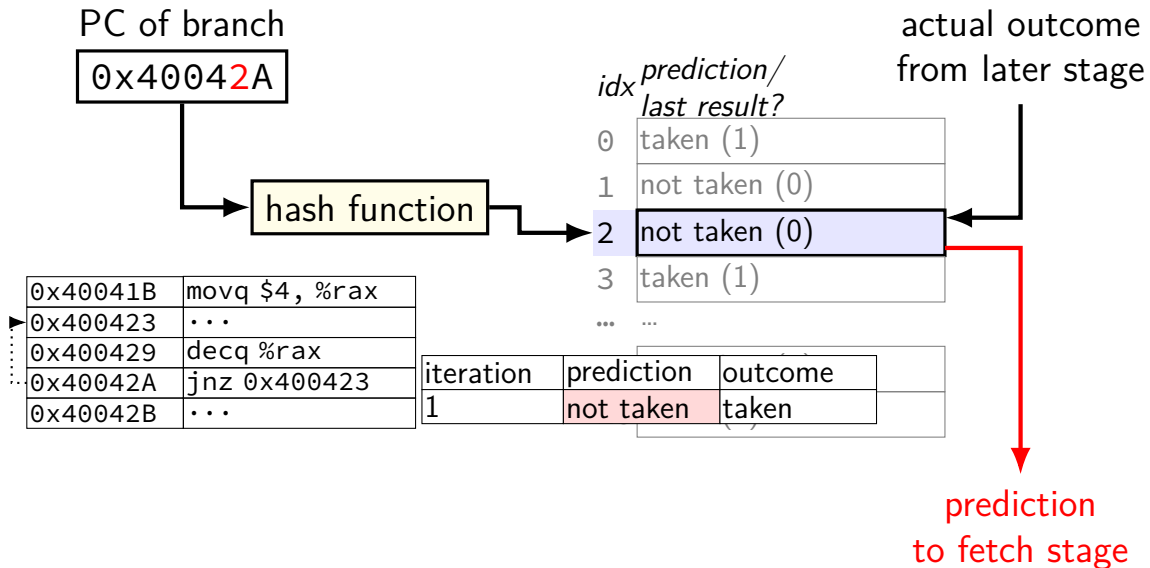 PC of branch
0x40042A
hash function
idx
prediction/
last result?
0 taken (1)
1 not taken (0)
2 not taken (0)
3 taken (1)
… …
actual outcome
from later stage
0x40041B movq $4, %rax
0x400423 ...
0x400429 decq %rax
0x40042A jnz 0x400423
0x40042B ...
iteration prediction outcome
1 not taken taken
prediction
to fetch stage